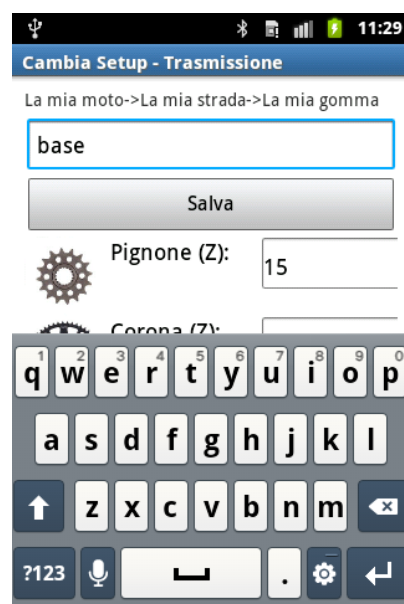 11:29
Cambia Setup - Trasmissione
La mia moto->La mia strada->La mia gomma
base
Salva
Pignone (Z):
15
Corona (Z):
1 2 3 4 5 6 7 8 9 0
q w e r t y u i o p
a s d f g h j k l
z x c v b n m
?123 .